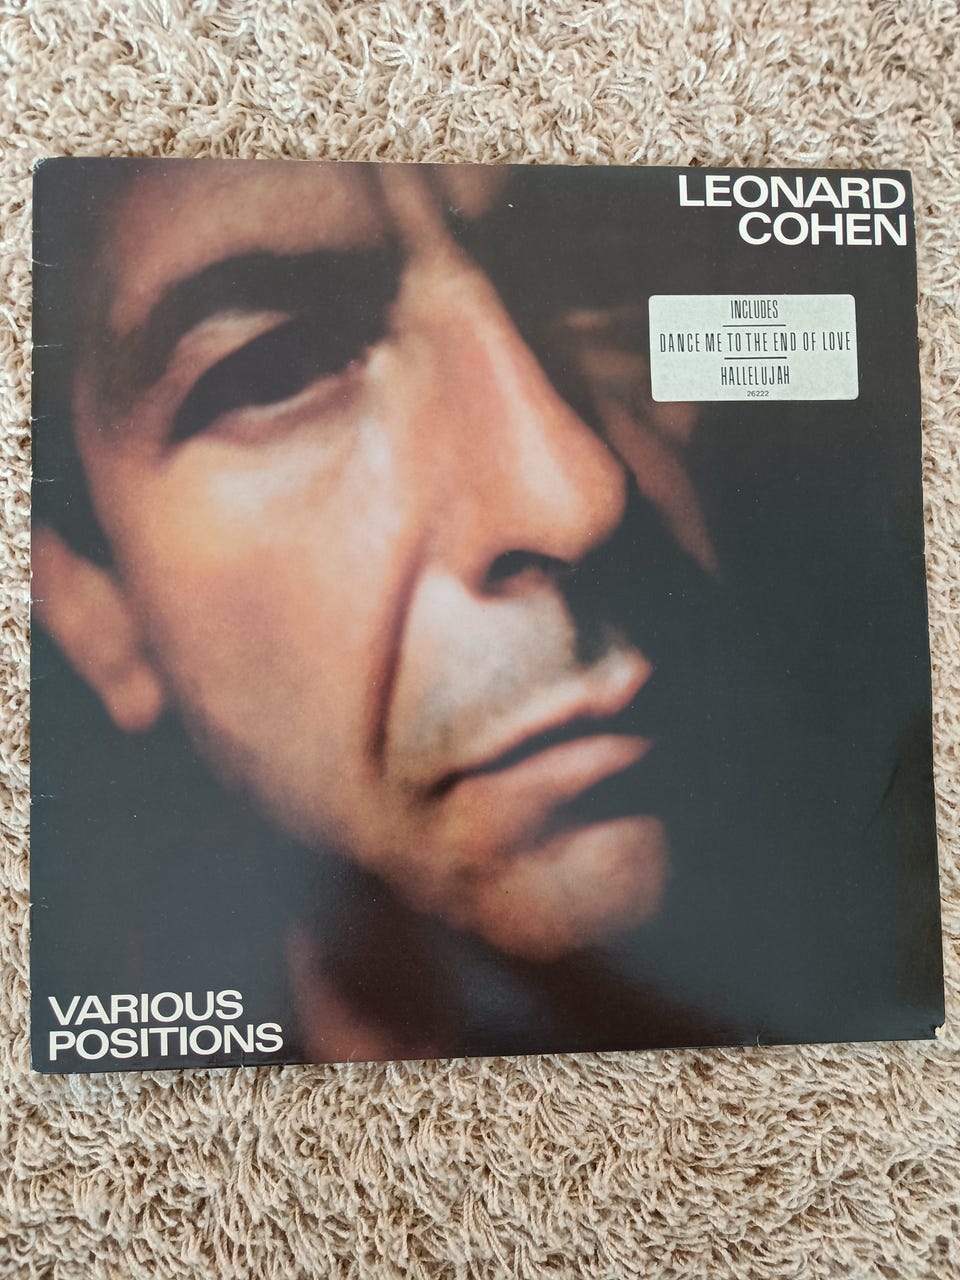 LEONARD
COHEN
INCLUDES
DANCE ME TO THE END OF LOVE
HALLELUJAH
26222
VARIOUS
POSITIONS